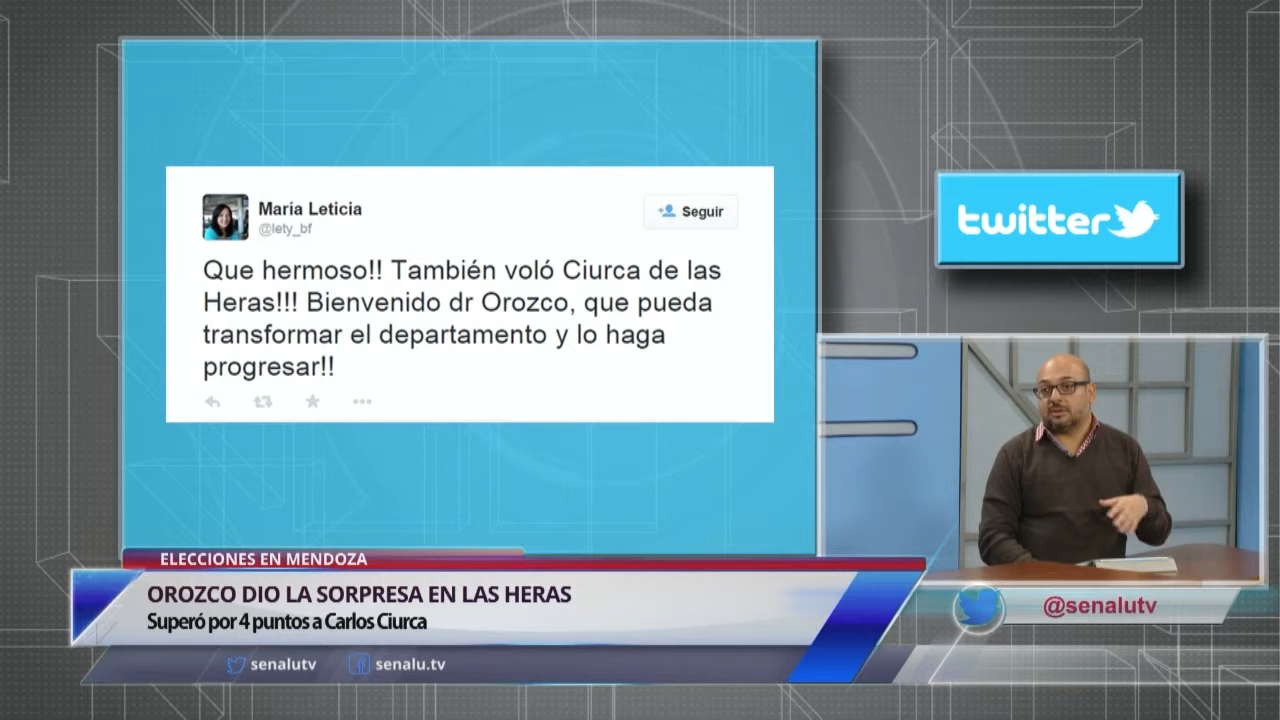 María Leticia
@lety_bf
Seguir
Que hermoso!! También voló Ciurca de las
Heras!!! Bienvenido dr Orozco, que pueda
transformar el departamento y lo haga
progresar!!
twitter
ELECCIONES EN MENDOZA
OROZCO DIO LA SORPRESA EN LAS HERAS
Superó por 4 puntos a Carlos Ciurca
@senalutv
senalutv senalu.tv